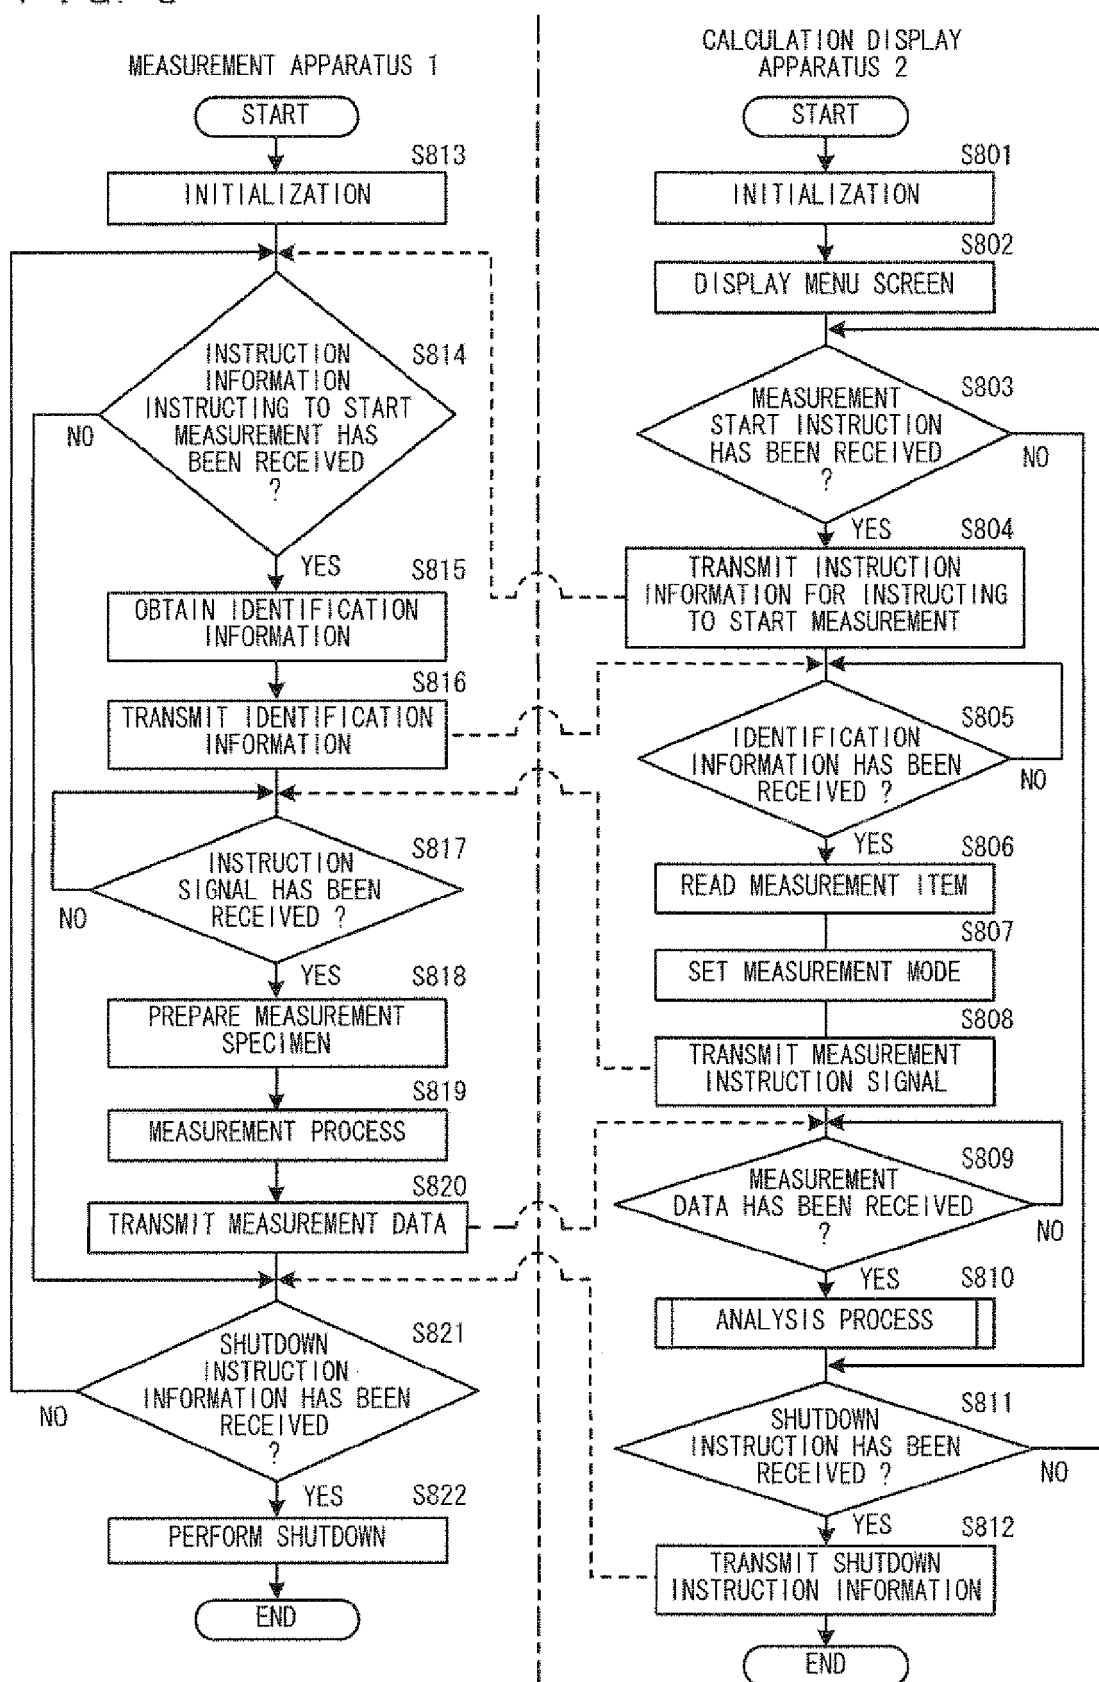 MEASUREMENT APPARATUS 1
START
S813
INITIALIZATION
S814
INSTRUCTION
INFORMATION
INSTRUCTING TO START
MEASUREMENT HAS
BEEN RECEIVED
?
NO
YES
S815
OBTAIN IDENTIFICATION
INFORMATION
S816
TRANSMIT IDENTIFICATION
INFORMATION
S817
INSTRUCTION
SIGNAL HAS BEEN
RECEIVED ?
NO
YES
S818
PREPARE MEASUREMENT
SPECIMEN
S819
MEASUREMENT PROCESS
S820
TRANSMIT MEASUREMENT DATA
S821
SHUTDOWN
INSTRUCTION
INFORMATION HAS BEEN
RECEIVED
?
NO
YES
S822
PERFORM SHUTDOWN
END
CALCULATION DISPLAY
APPARATUS 2
START
S801
INITIALIZATION
S802
DISPLAY MENU SCREEN
S803
MEASUREMENT
START INSTRUCTION
HAS BEEN RECEIVED
?
NO
YES
S804
TRANSMIT INSTRUCTION
INFORMATION FOR INSTRUCTING
TO START MEASUREMENT
S805
IDENTIFICATION
INFORMATION HAS BEEN
RECEIVED ?
NO
YES
S806
READ MEASUREMENT ITEM
S807
SET MEASUREMENT MODE
S808
TRANSMIT MEASUREMENT
INSTRUCTION SIGNAL
S809
MEASUREMENT
DATA HAS BEEN RECEIVED
?
NO
YES
S810
ANALYSIS PROCESS
S811
SHUTDOWN
INSTRUCTION HAS BEEN
RECEIVED ?
NO
YES
S812
TRANSMIT SHUTDOWN
INSTRUCTION INFORMATION
END